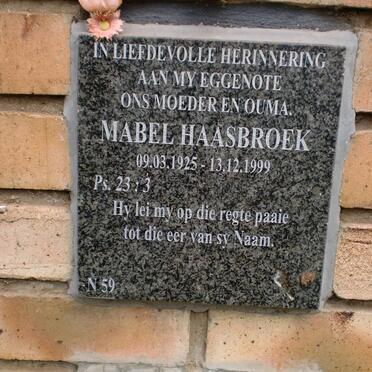 IN LIEFDEVOLLE HERINNERING
AAN MY EGGENOTE
ONS MOEDER EN OUMA.
MABEL HAASBROEK
09.03.1925 - 13.12.1999
Ps. 23 : 3
Hy lei my op die regte paaie
tot die eer van sy Naam.
N 59